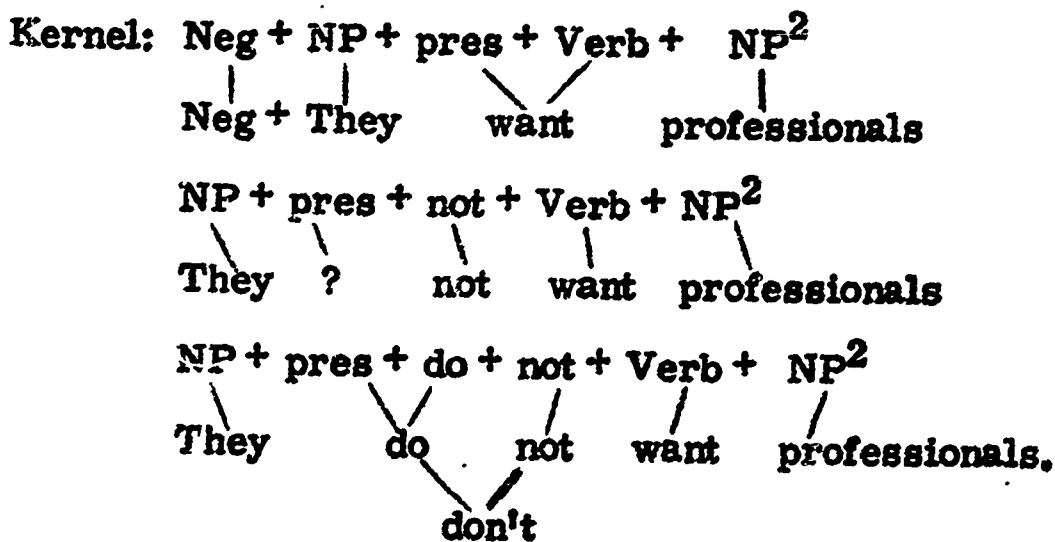 Kernel: Neg + NP + pres + Verb + NP²
Neg + They want professionals
NP + pres + not + Verb + NP²
They ? not want professionals
NP + pres + do + not + Verb + NP²
They do not want professionals.
don't